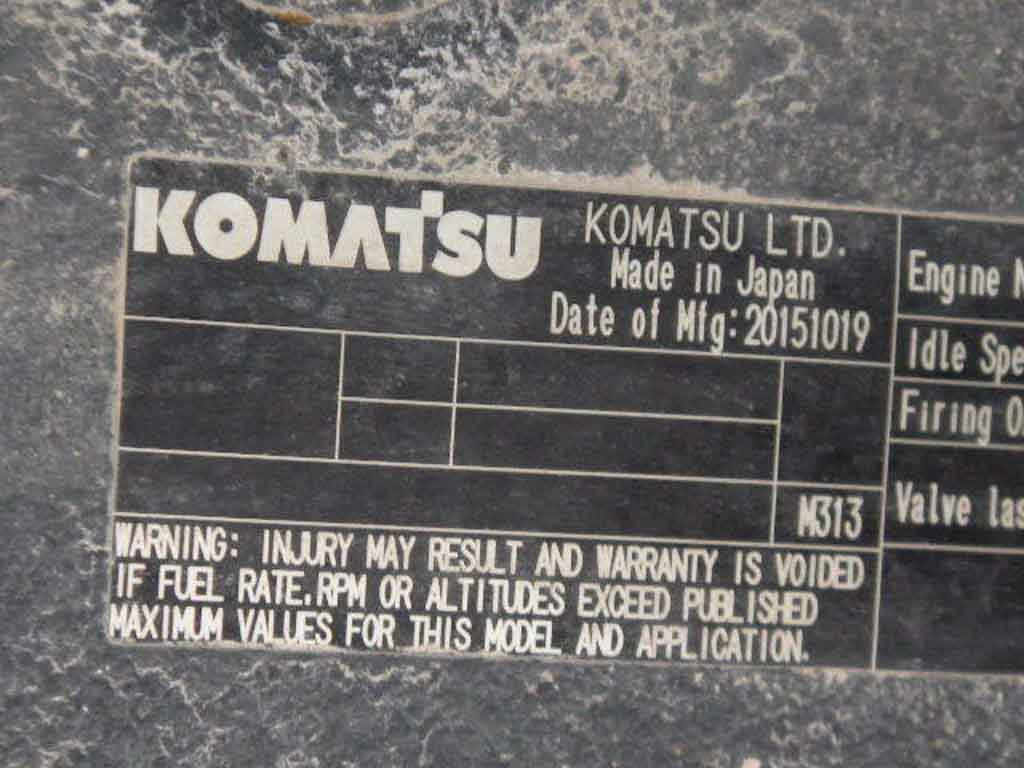 KOMATSU
KOMATSU LTD.
Made in Japan
Date of Mfg:20151019
M313
WARNING: INJURY MAY RESULT AND WARRANTY IS VOIDED
IF FUEL RATE.RPM OR ALTITUDES EXCEED PUBLISHED
MAXIMUM VALUES FOR THIS MODEL AND APPLICATION.
Engine
Idle
Firing
Valve